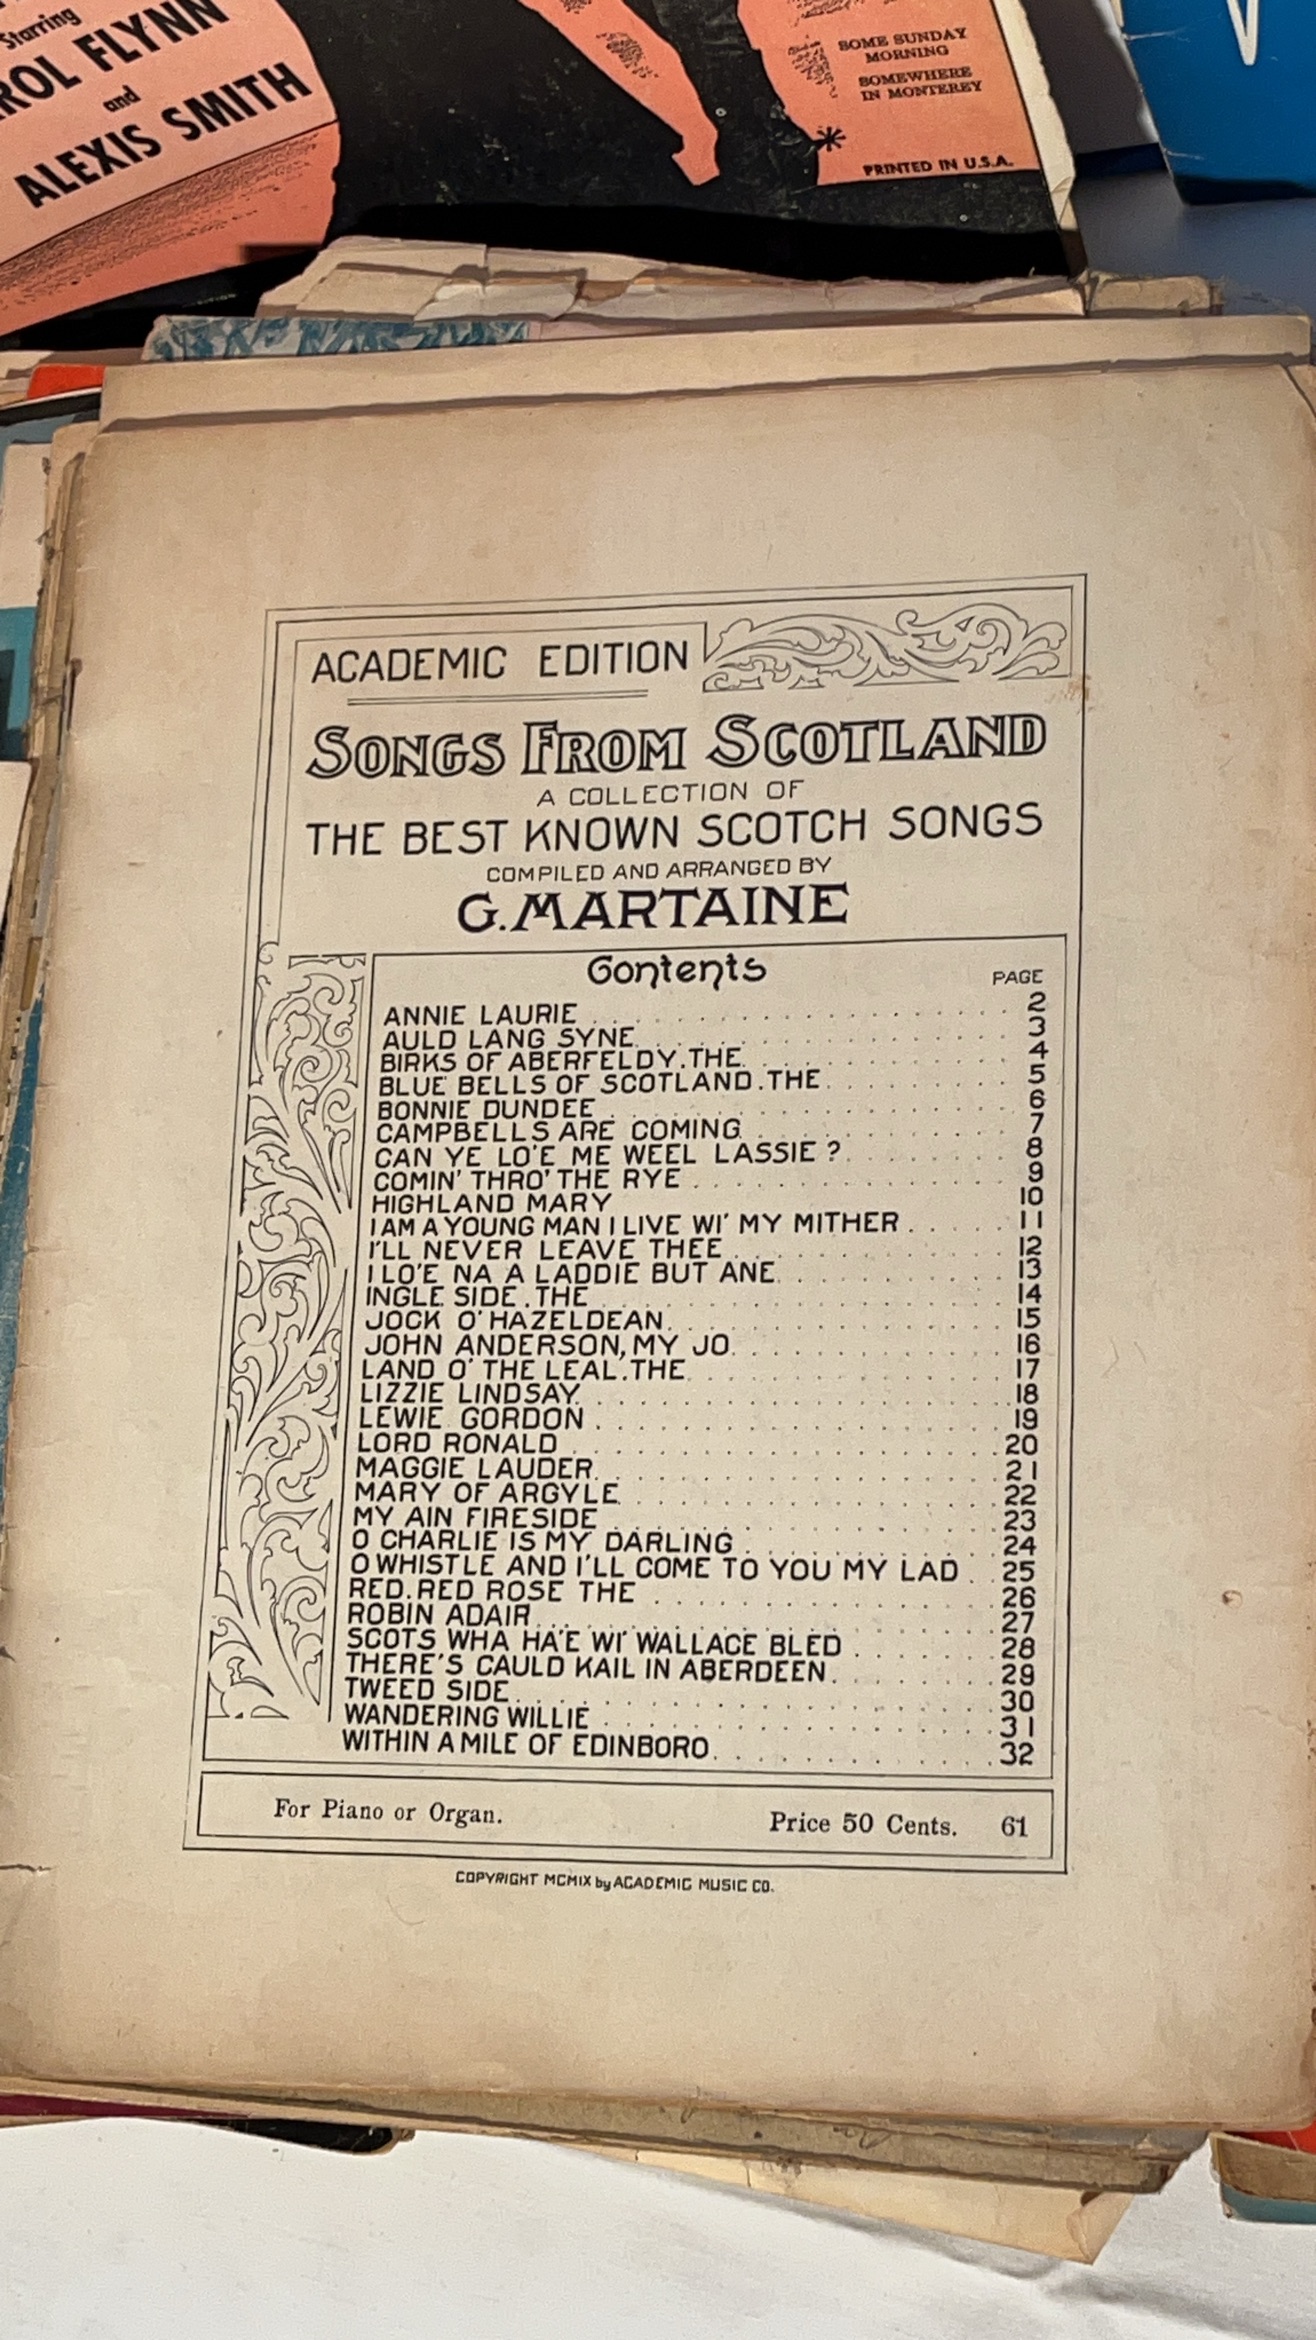 Starring
ROL FLYNN
and
ALEXIS SMITH
SOME SUNDAY
MORNING
SOMEWHERE
IN MONTEREY
PRINTED IN U.S.A.
ACADEMIC EDITION
SONGS FROM SCOTLAND
A COLLECTION OF
THE BEST KNOWN SCOTCH SONGS
COMPILED AND ARRANGED BY
G. MARTAINE
Contents
PAGE
ANNIE LAURIE . . . . . . . . . . 2
AULD LANG SYNE. . . . . . . . . . 3
BIRKS OF ABERFELDY.THE. . . . . . . . . . 4
BLUE BELLS OF SCOTLAND.THE. . . . . . . . . . 5
BONNIE DUNDEE . . . . . . . . . . 6
CAMPBELLS ARE COMING . . . . . . . . . . 7
CAN YE LO'E ME WEEL LASSIE ?. . . . . . . 8
COMIN' THRO' THE RYE . . . . . . . . . . 9
HIGHLAND MARY 10
I AM A YOUNG MAN I LIVE WI' MY MITHER . . . . . 11
I'LL NEVER LEAVE THEE . . . . . . . . . . 12
I LO'E NA A LADDIE BUT ANE. . . . . . . . . . 13
INGLE SIDE.THE . . . . . . . . . . 14
JOCK O' HAZELDEAN. . . . . . . . . . 15
JOHN ANDERSON, MY JO. . . . . . . . . . 16
LAND O' THE LEAL.THE . . . . . . . . . . 17
LIZZIE LINDSAY. . . . . . . . . . 18
LEWIE GORDON . . . . . . . . . . 19
LORD RONALD . . . . . . . . . . 20
MAGGIE LAUDER. . . . . . . . . . 21
MARY OF ARGYLE . . . . . . . . . . 22
MY AIN FIRESIDE . . . . . . . . . . 23
O CHARLIE IS MY DARLING . . . . . . . . . . 24
O WHISTLE AND I'LL COME TO YOU MY LAD . . 25
RED.RED ROSE THE . . . . . . . . . . 26
ROBIN ADAIR . . . . . . . . . . 27
SCOTS WHA HA'E WI' WALLACE BLED . . . . . . 28
THERE'S CAULD KAIL IN ABERDEEN. . . . . . . 29
TWEED SIDE. . . . . . . . . . 30
WANDERING WILLIE . . . . . . . . . . 31
WITHIN A MILE OF EDINBORO. . . . . . . . . . 32
For Piano or Organ. Price 50 Cents. 61
COPYRIGHT MCMIX by ACADEMIC MUSIC CO.